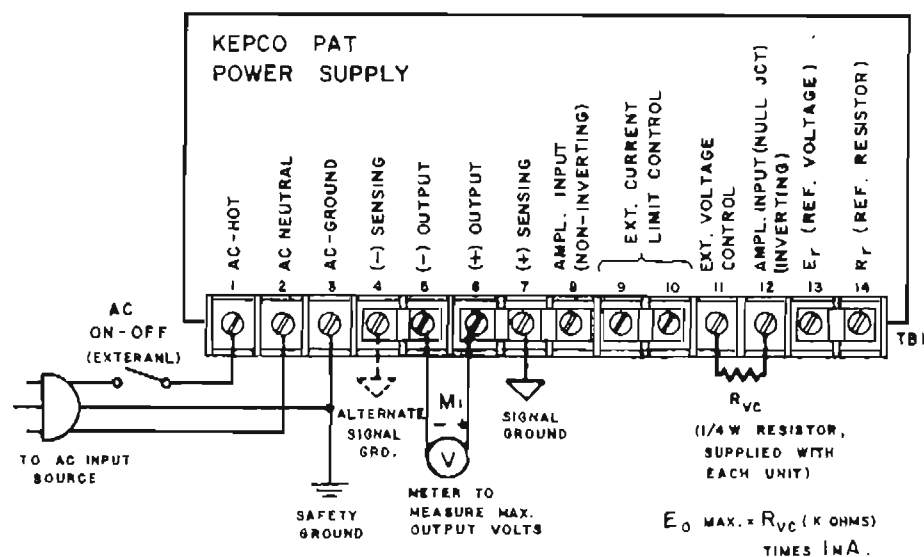 KEPCO PAT
POWER SUPPLY
AC-HOT
AC NEUTRAL
AC-GROUND
(-) SENSING
(-) OUTPUT
(+) OUTPUT
(+) SENSING
AMPL. INPUT
(NON-INVERTING)
EXT. CURRENT
LIMIT CONTROL
EXT. VOLTAGE
CONTROL
AMPL. INPUT (NULL JCT)
(INVERTING)
Er (REF. VOLTAGE)
Rr (REF. RESISTOR)
1 2 3 4 5 6 7 8 9 10 11 12 13 14
TB1
AC
ON-OFF
(EXTERANL)
TO AC INPUT
SOURCE
SAFETY
GROUND
ALTERNATE
SIGNAL
GRD.
M1
- +
V
METER TO
MEASURE MAX.
OUTPUT VOLTS
SIGNAL
GROUND
RVC
(1/4 W RESISTOR,
SUPPLIED WITH
EACH UNIT)
EO MAX. = RVC (K OHMS)
TIMES 1mA.